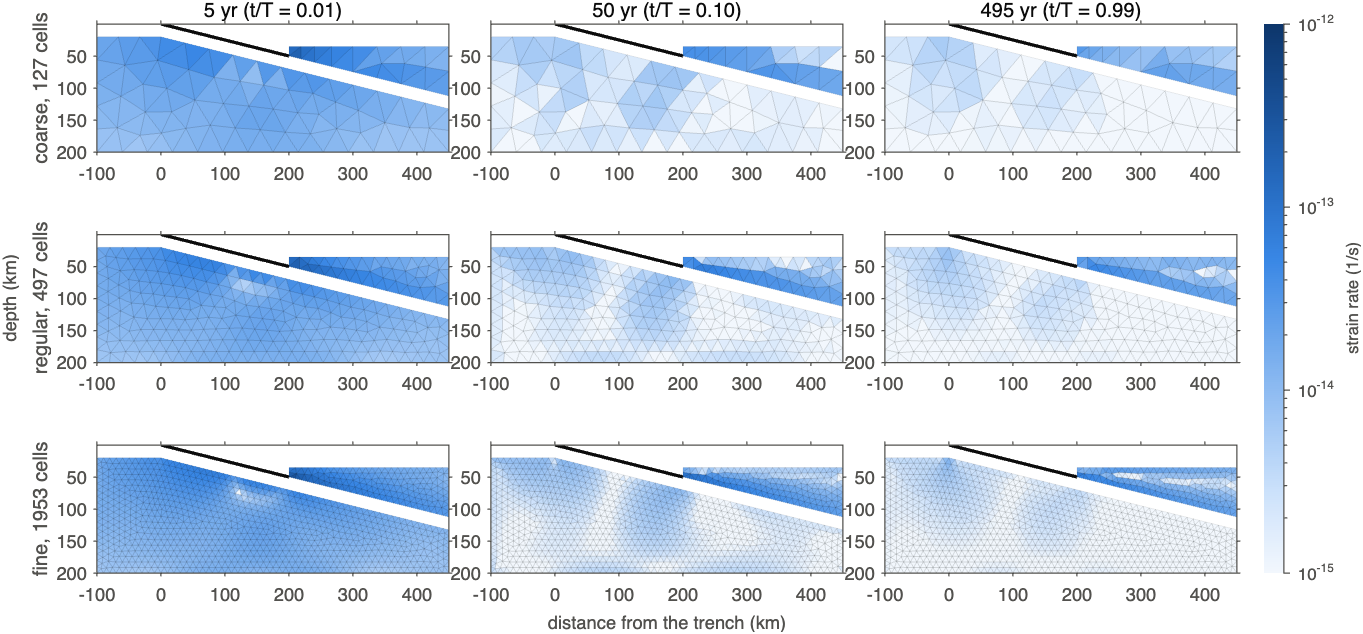 5 yr (t/T = 0.01) 50 yr (t/T = 0.10) 495 yr (t/T = 0.99)
coarse, 127 cells
50 100 150 200
50 100 150 200
50 100 150 200
-100 0 100 200 300 400 -100 0 100 200 300 400 -100 0 100 200 300 400
depth (km)
regular, 497 cells
50 100 150 200
50 100 150 200
50 100 150 200
-100 0 100 200 300 400 -100 0 100 200 300 400 -100 0 100 200 300 400
fine, 1953 cells
50 100 150 200
50 100 150 200
50 100 150 200
-100 0 100 200 300 400 -100 0 100 200 300 400 -100 0 100 200 300 400
distance from the trench (km)
10-12
10-13
10-14
10-15
strain rate (1/s)